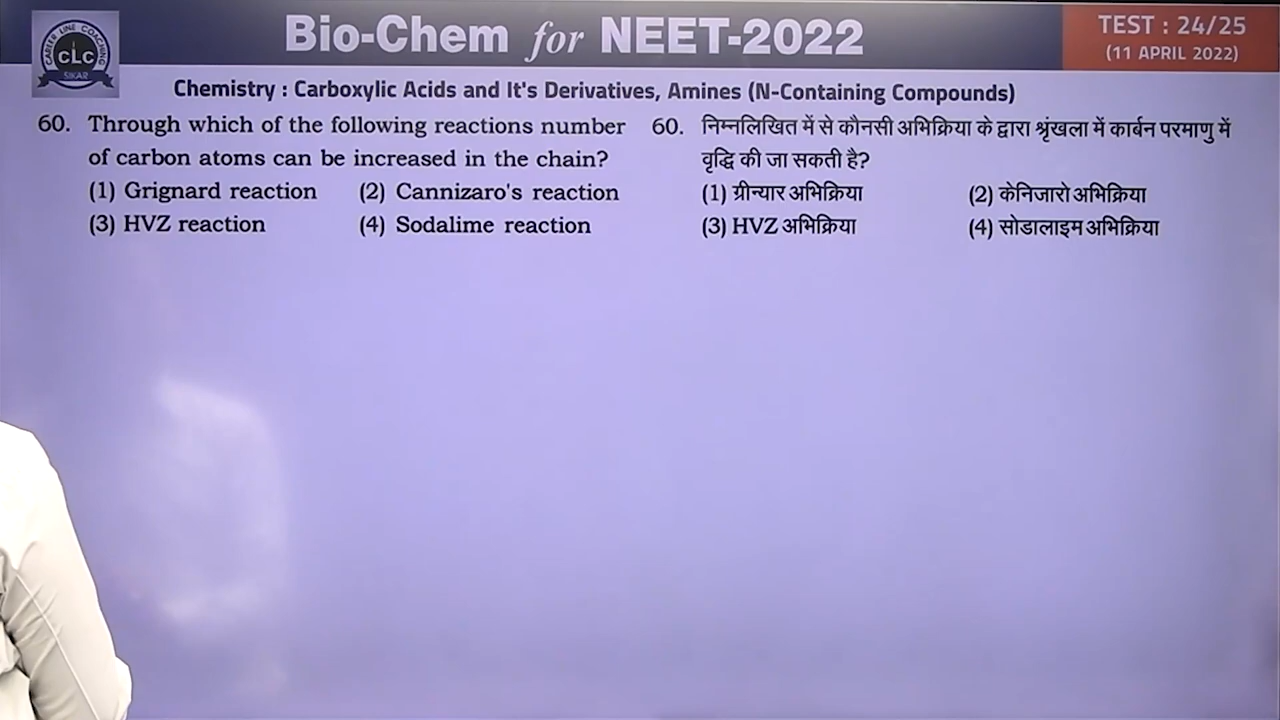 CAREER LINE COACHING
CLC
SIKAR
Bio-Chem for NEET-2022
TEST : 24/25
(11 APRIL 2022)
Chemistry : Carboxylic Acids and It's Derivatives, Amines (N-Containing Compounds)
60. Through which of the following reactions number
of carbon atoms can be increased in the chain?
(1) Grignard reaction (2) Cannizaro's reaction
(3) HVZ reaction (4) Sodalime reaction
60. निम्नलिखित में से कौनसी अभिक्रिया के द्वारा श्रृंखला में कार्बन परमाणु में
वृद्धि की जा सकती है?
(1) ग्रीन्यार अभिक्रिया (2) केनिजारो अभिक्रिया
(3) HVZ अभिक्रिया (4) सोडालाइम अभिक्रिया